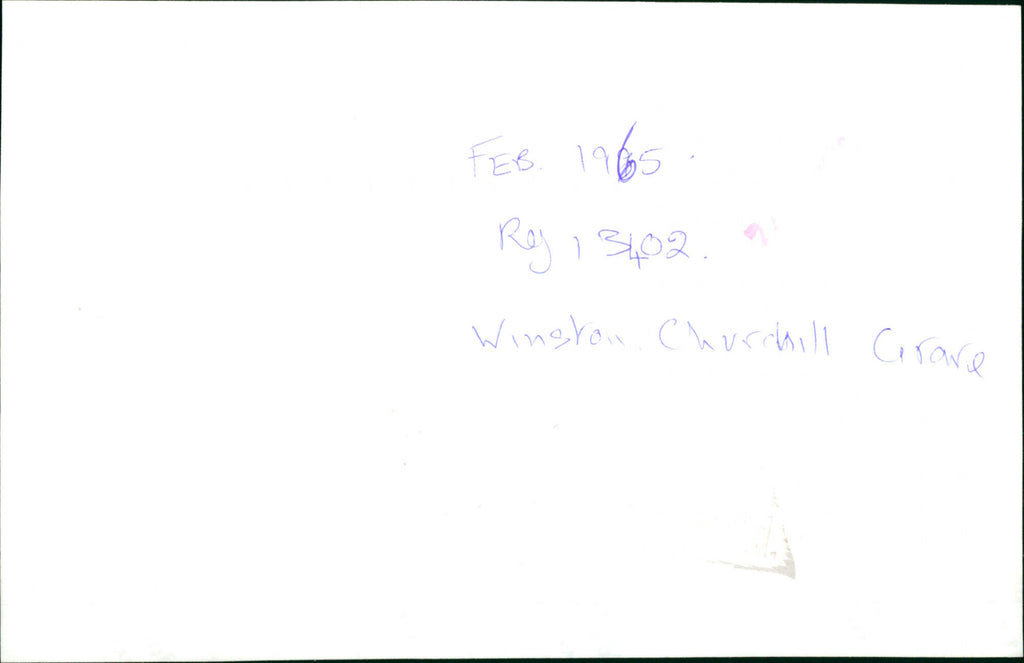 FEB. 1965.
Reg 13402.
Winston Churchill Grave